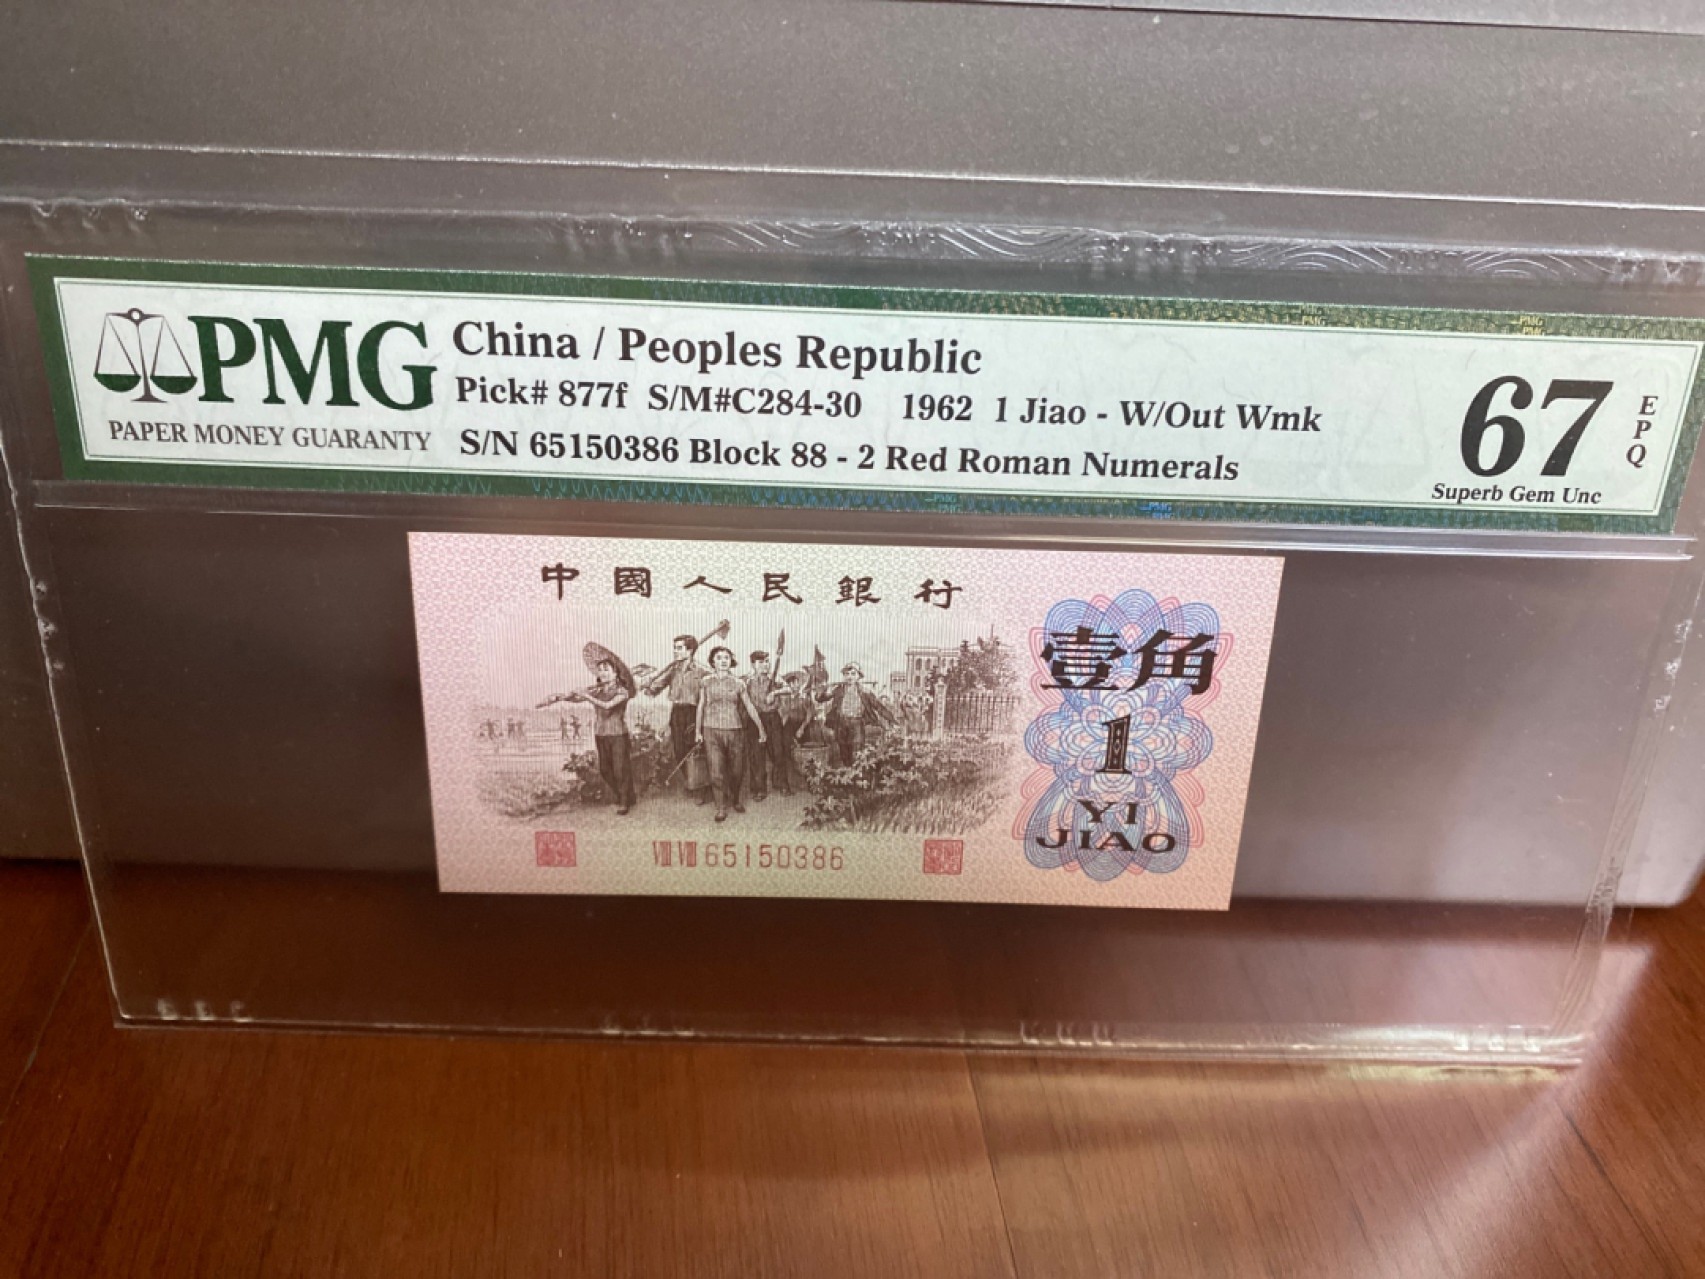 PMG
PAPER MONEY GUARANTY
China / Peoples Republic
Pick# 877f S/M#C284-30 1962 1 Jiao - W/Out Wmk
S/N 65150386 Block 88 - 2 Red Roman Numerals
67
EPQ
Superb Gem Unc
中國人民銀行
壹角
1
YI
JIAO
VIII VIII 65150386